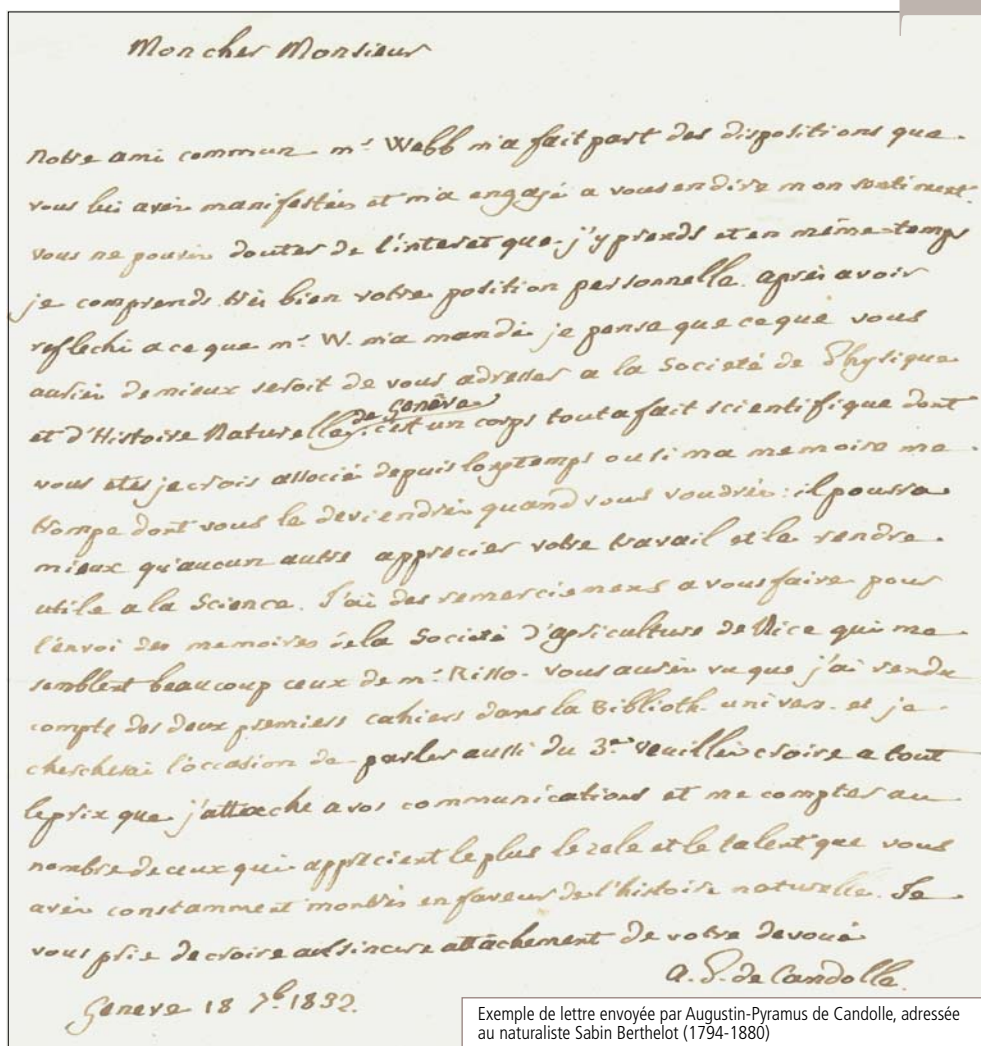 Mon cher Monsieur
Notre ami commun mr Webb m'a fait part des dispositions que
vous lui avez manifestées et m'a engagé a vous en dire mon sentiment.
vous ne pouvez douter de l'interet que j'y prends et en même temps
je comprends très bien votre position personnelle. après avoir
reflechi a ce que mr. W. m'a mandé je pense que ce que vous
auriez de mieux seroit de vous adresser a la Societé de Physique
et d'Histoire Naturelle de Genève; c'est un corps tout a fait scientifique dont
vous etes je crois associé depuis longtemps ou si ma memoire me
trompe dont vous le deviendrez quand vous voudrez: il pourra
mieux qu'aucun autre apprécier votre travail et le rendre
utile a la Science. J'ai des remerciemens a vous faire pour
l'envoi des memoires de la Societé d'agriculture de Nice qui me
semblent beaucoup ceux de mr. Risso. vous aurez vu que j'ai rendu
compte des deux premiers cahiers dans la Biblioth. univers. et je
chercherai l'occasion de parler aussi du 3e. veuillez croire a tout
le prix que j'attache a vos communications et me compter au
nombre de ceux qui apprécient le plus le zele et le talent que vous
avez constamment montrés en faveur de l'histoire naturelle. Je
vous prie de croire au sincere attachement de votre devoué
A. P. de Candolle.
Geneve 18 7b. 1832.
Exemple de lettre envoyée par Augustin-Pyramus de Candolle, adressée
au naturaliste Sabin Berthelot (1794-1880)